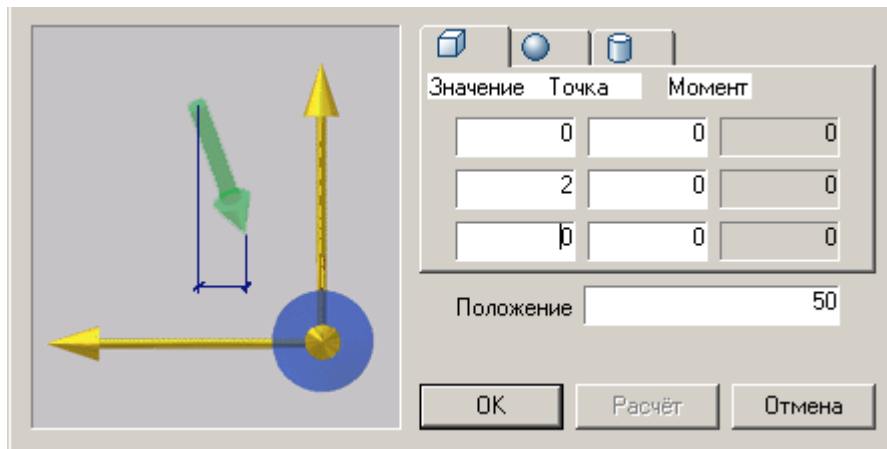 Значение Точка Момент
0 0 0
2 0 0
0 0 0
Положение 50
OK Расчёт Отмена